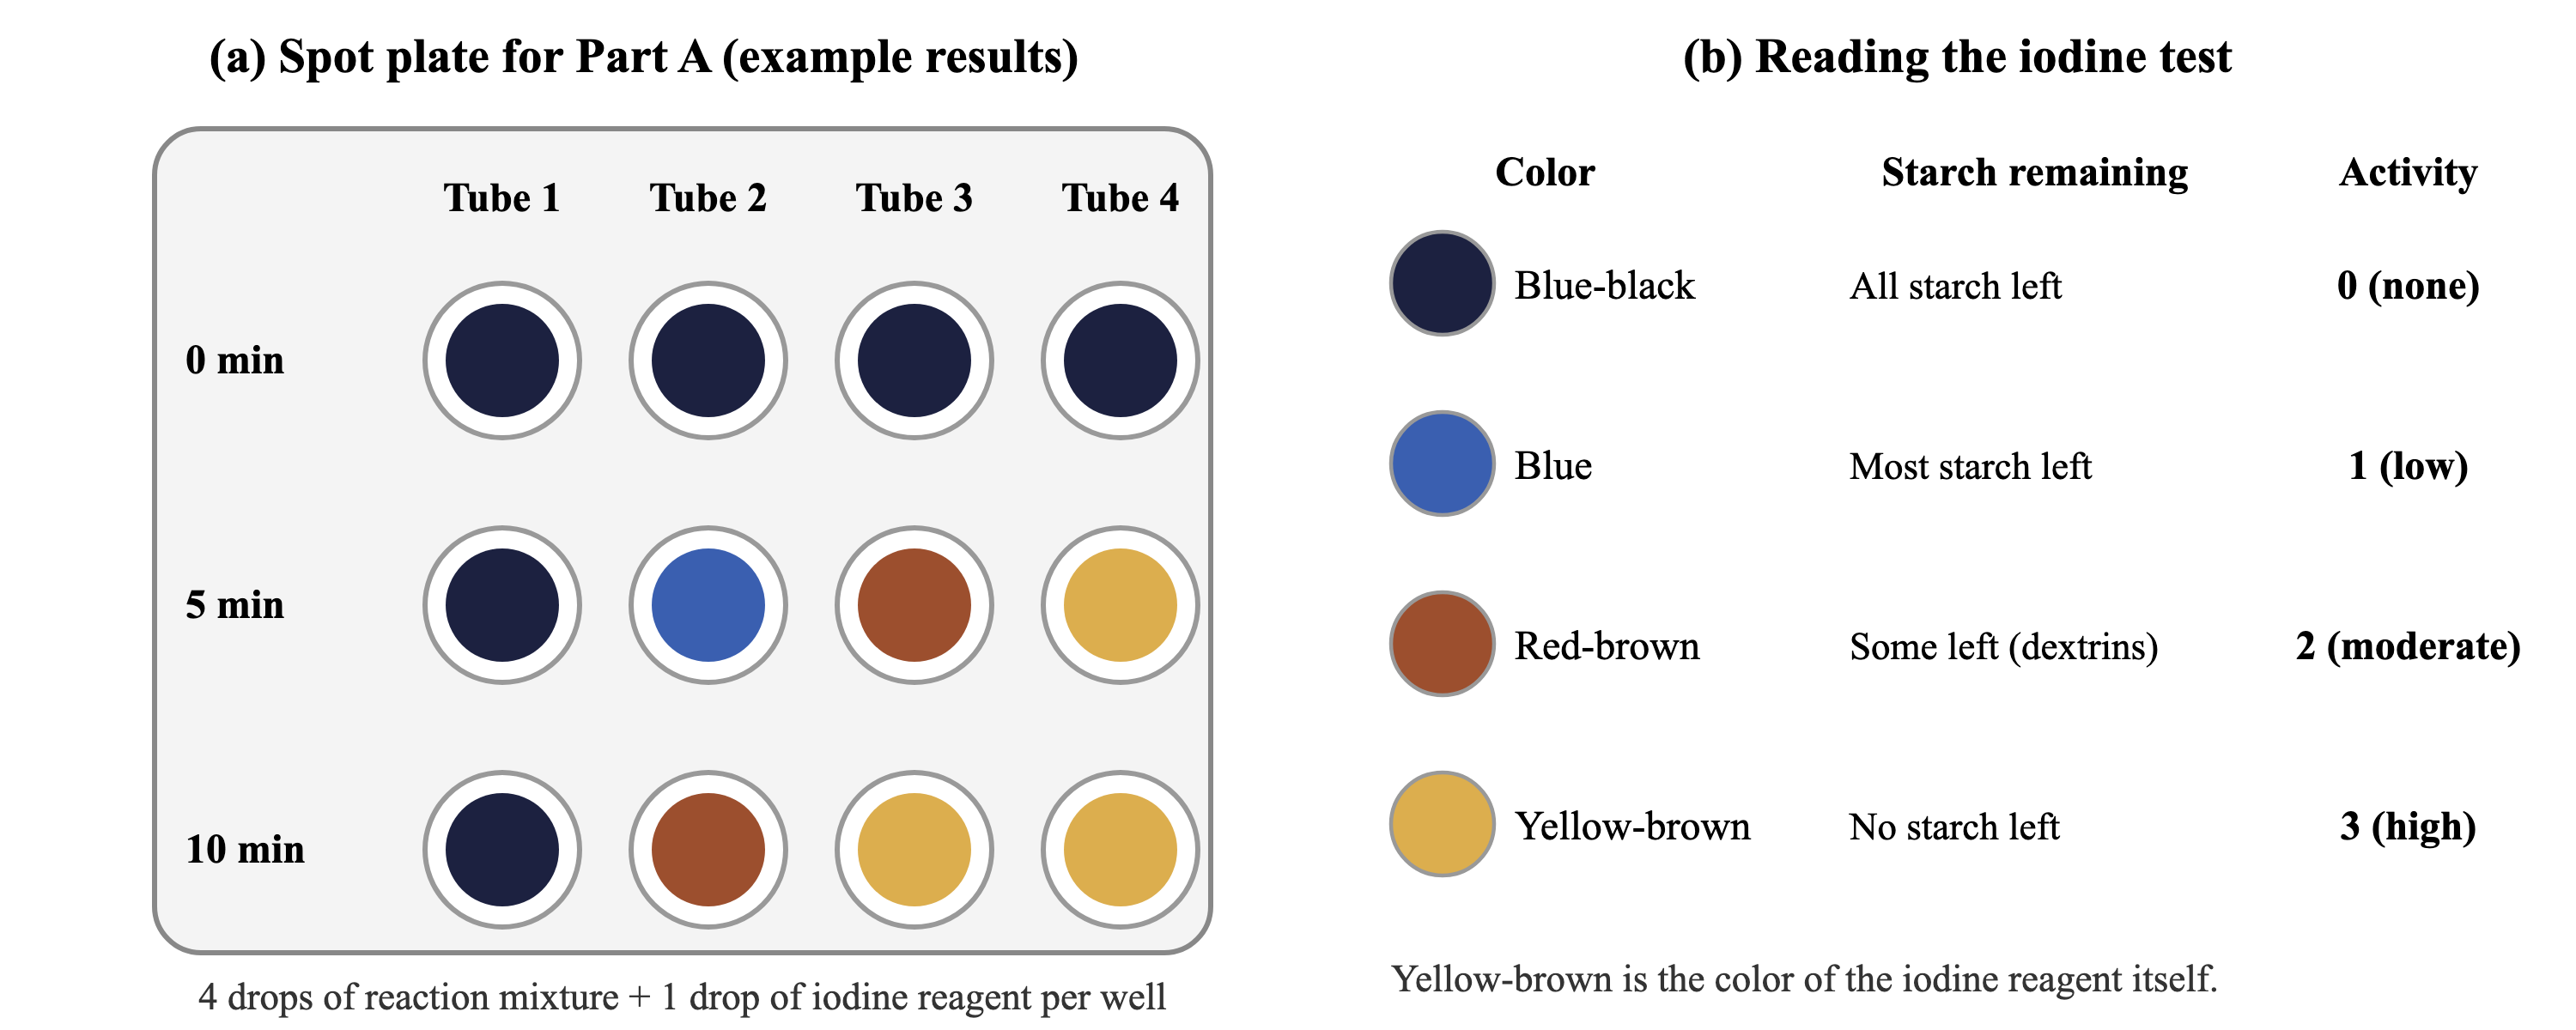 (a) Spot plate for Part A (example results)
Tube 1 Tube 2 Tube 3 Tube 4
0 min
5 min
10 min
4 drops of reaction mixture + 1 drop of iodine reagent per well
(b) Reading the iodine test
Color Starch remaining Activity
Blue-black All starch left 0 (none)
Blue Most starch left 1 (low)
Red-brown Some left (dextrins) 2 (moderate)
Yellow-brown No starch left 3 (high)
Yellow-brown is the color of the iodine reagent itself.